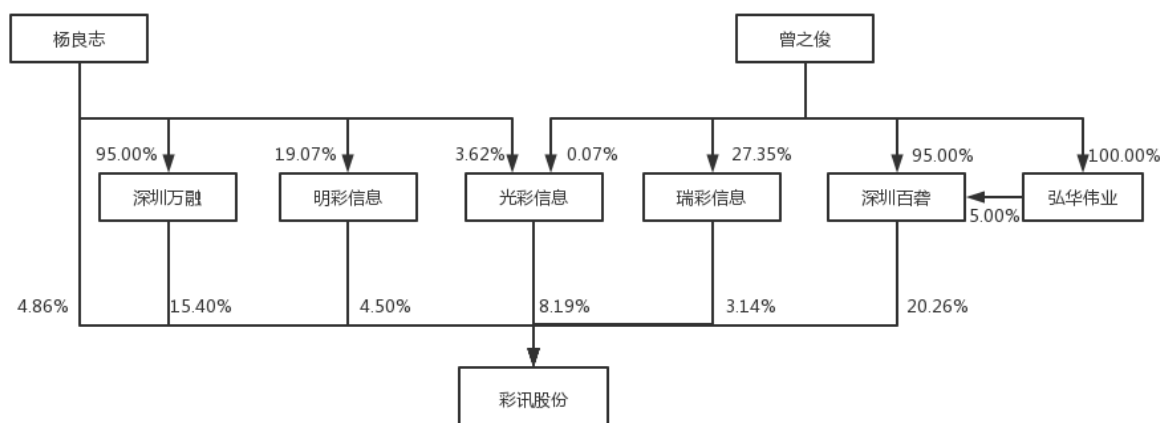 杨良志
曾之俊
95.00%
19.07%
3.62%
0.07%
27.35%
95.00%
100.00%
深圳万融
明彩信息
光彩信息
瑞彩信息
深圳百砻
弘华伟业
5.00%
4.86%
15.40%
4.50%
8.19%
3.14%
20.26%
彩讯股份